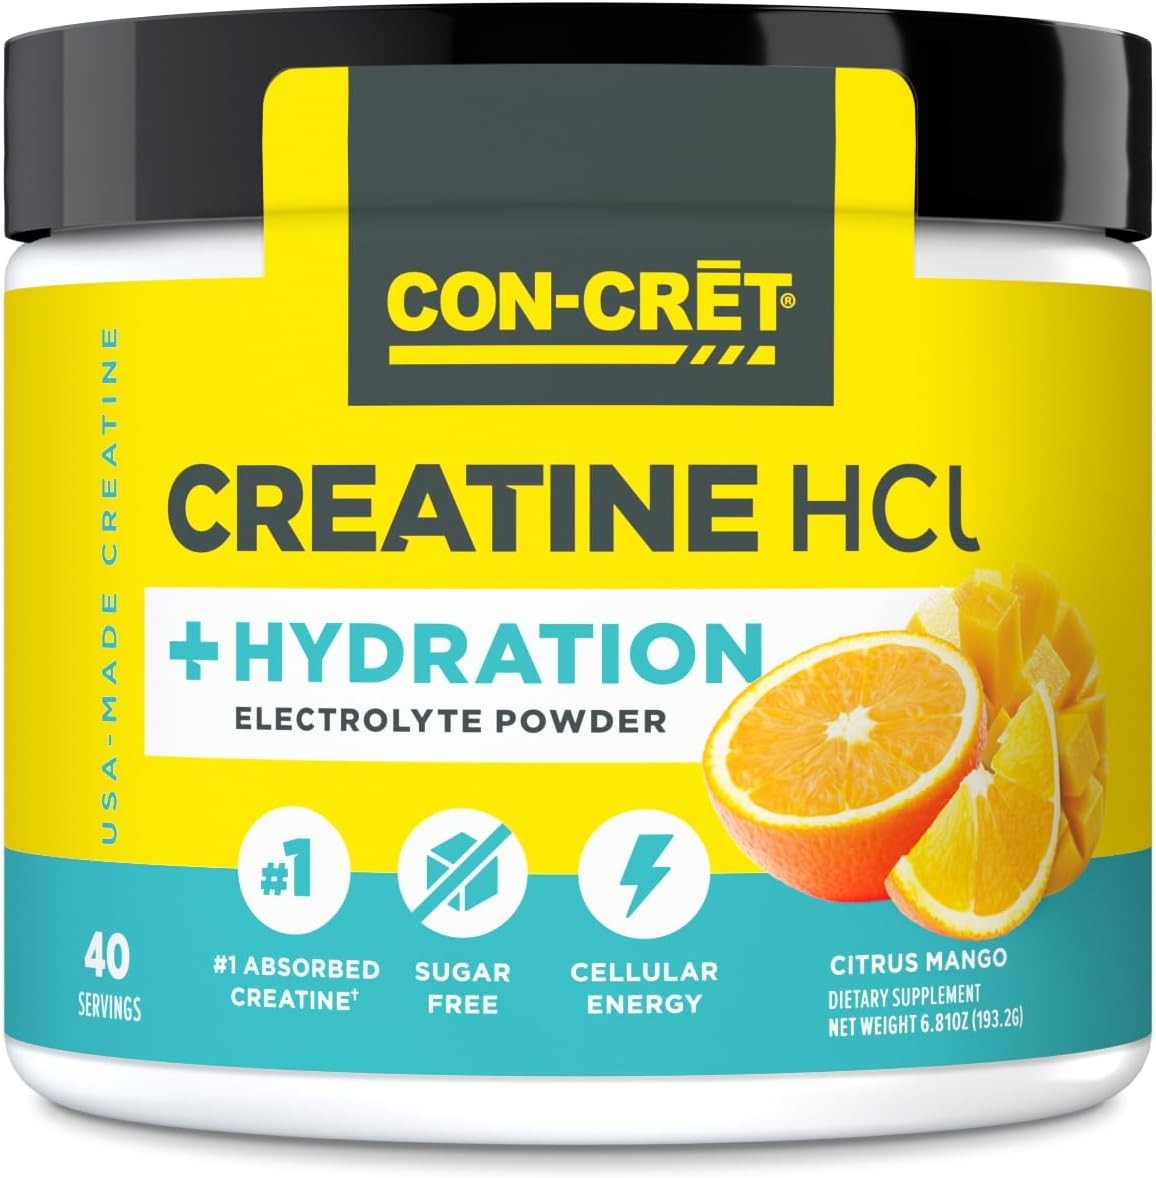 CON-CRĒT®
CREATINE HCl
+HYDRATION
ELECTROLYTE POWDER
USA-MADE CREATINE
#1
#1 ABSORBED
CREATINE†
SUGAR
FREE
CELLULAR
ENERGY
40
SERVINGS
CITRUS MANGO
DIETARY SUPPLEMENT
NET WEIGHT 6.81OZ (193.2G)